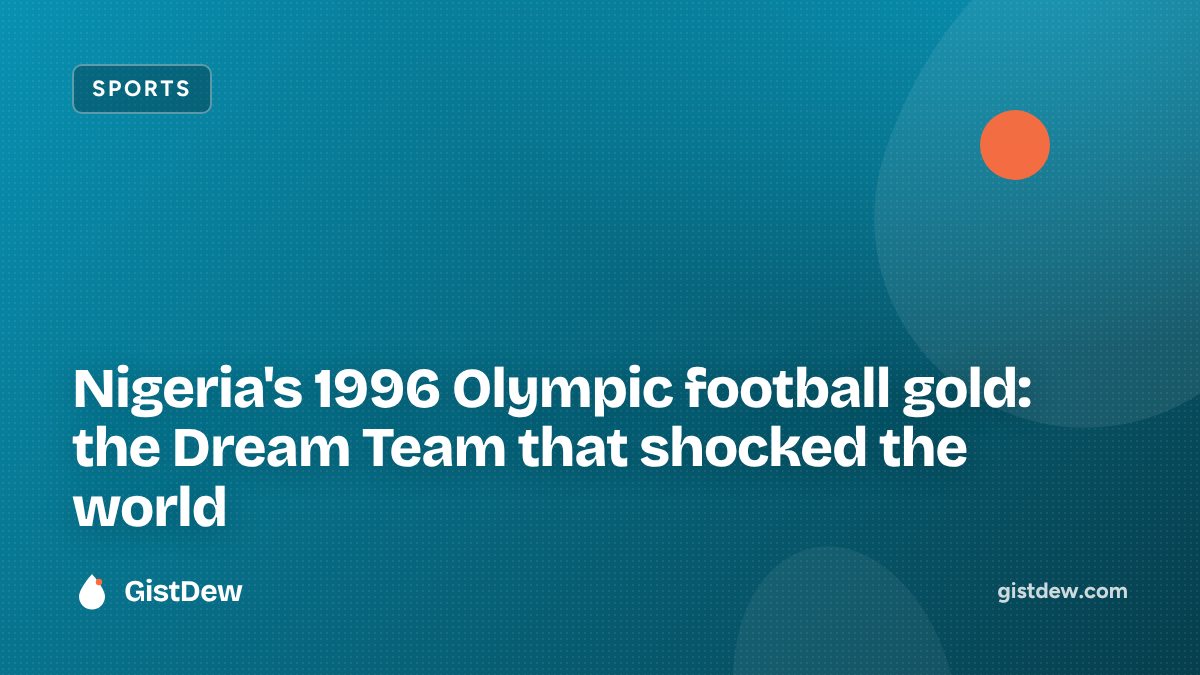 SPORTS
Nigeria's 1996 Olympic football gold:
the Dream Team that shocked the
world
GistDew
gistdew.com